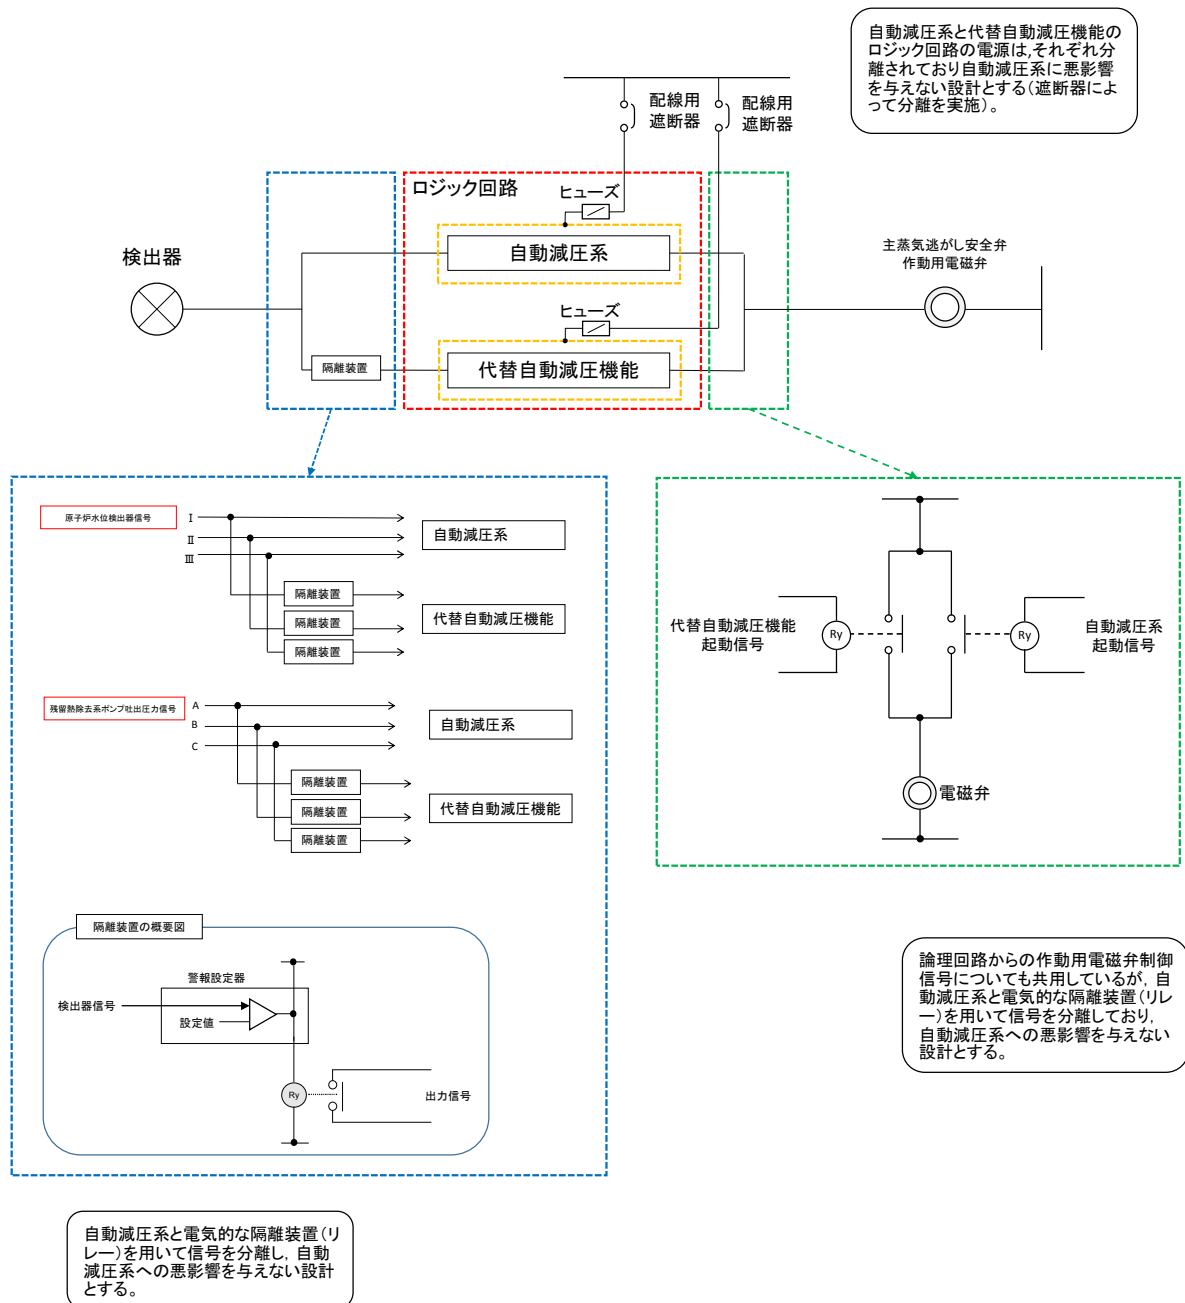 自動減圧系と代替自動減圧機能の
ロジック回路の電源は,それぞれ分
離されており自動減圧系に悪影響
を与えない設計とする(遮断器によ
って分離を実施)。
配線用
遮断器
配線用
遮断器
ロジック回路
ヒューズ
自動減圧系
検出器
主蒸気逃がし安全弁
作動用電磁弁
ヒューズ
隔離装置
代替自動減圧機能
原子炉水位検出器信号
Ⅰ
Ⅱ
Ⅲ
自動減圧系
隔離装置
隔離装置
隔離装置
代替自動減圧機能
残留熱除去系ポンプ吐出圧力信号
A
B
C
自動減圧系
隔離装置
隔離装置
隔離装置
代替自動減圧機能
代替自動減圧機能
起動信号
Ry
Ry
自動減圧系
起動信号
電磁弁
隔離装置の概要図
警報設定器
検出器信号
設定値
Ry
出力信号
論理回路からの作動用電磁弁制御
信号についても共用しているが, 自
動減圧系と電気的な隔離装置(リレ
ー)を用いて信号を分離しており,
自動減圧系への悪影響を与えない
設計とする。
自動減圧系と電気的な隔離装置(リ
レー)を用いて信号を分離し, 自動
減圧系への悪影響を与えない設計
とする。